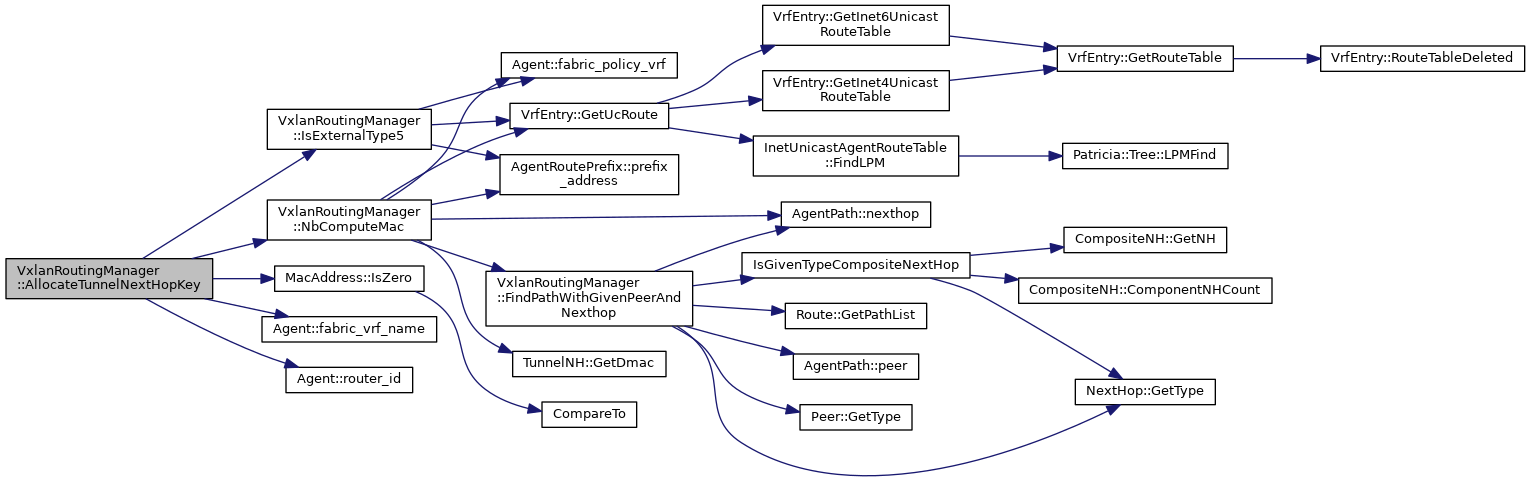 VxlanRoutingManager
::AllocateTunnelNextHopKey
VxlanRoutingManager
::IsExternalType5
VxlanRoutingManager
::NbComputeMac
MacAddress::IsZero
Agent::fabric_vrf_name
Agent::router_id
Agent::fabric_policy_vrf
VrfEntry::GetUcRoute
AgentRoutePrefix::prefix
_address
VxlanRoutingManager
::FindPathWithGivenPeerAnd
Nexthop
TunnelNH::GetDmac
CompareTo
VrfEntry::GetInet6Unicast
RouteTable
VrfEntry::GetInet4Unicast
RouteTable
InetUnicastAgentRouteTable
::FindLPM
AgentPath::nexthop
IsGivenTypeCompositeNextHop
Route::GetPathList
AgentPath::peer
Peer::GetType
VrfEntry::GetRouteTable
Patricia::Tree::LPMFind
CompositeNH::GetNH
CompositeNH::ComponentNHCount
NextHop::GetType
VrfEntry::RouteTableDeleted